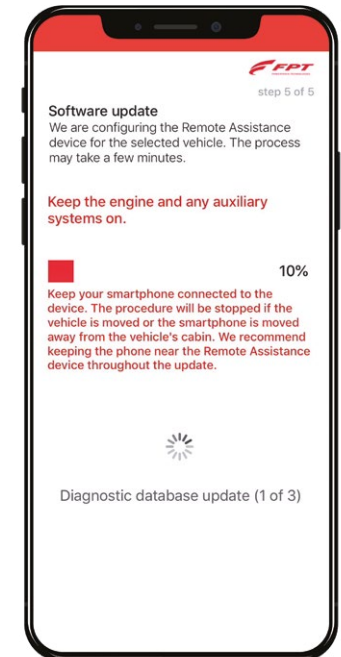 FPT
step 5 of 5
Software update
We are configuring the Remote Assistance
device for the selected vehicle. The process
may take a few minutes.
Keep the engine and any auxiliary
systems on.
10%
Keep your smartphone connected to the
device. The procedure will be stopped if the
vehicle is moved or the smartphone is moved
away from the vehicle's cabin. We recommend
keeping the phone near the Remote Assistance
device throughout the update.
Diagnostic database update (1 of 3)